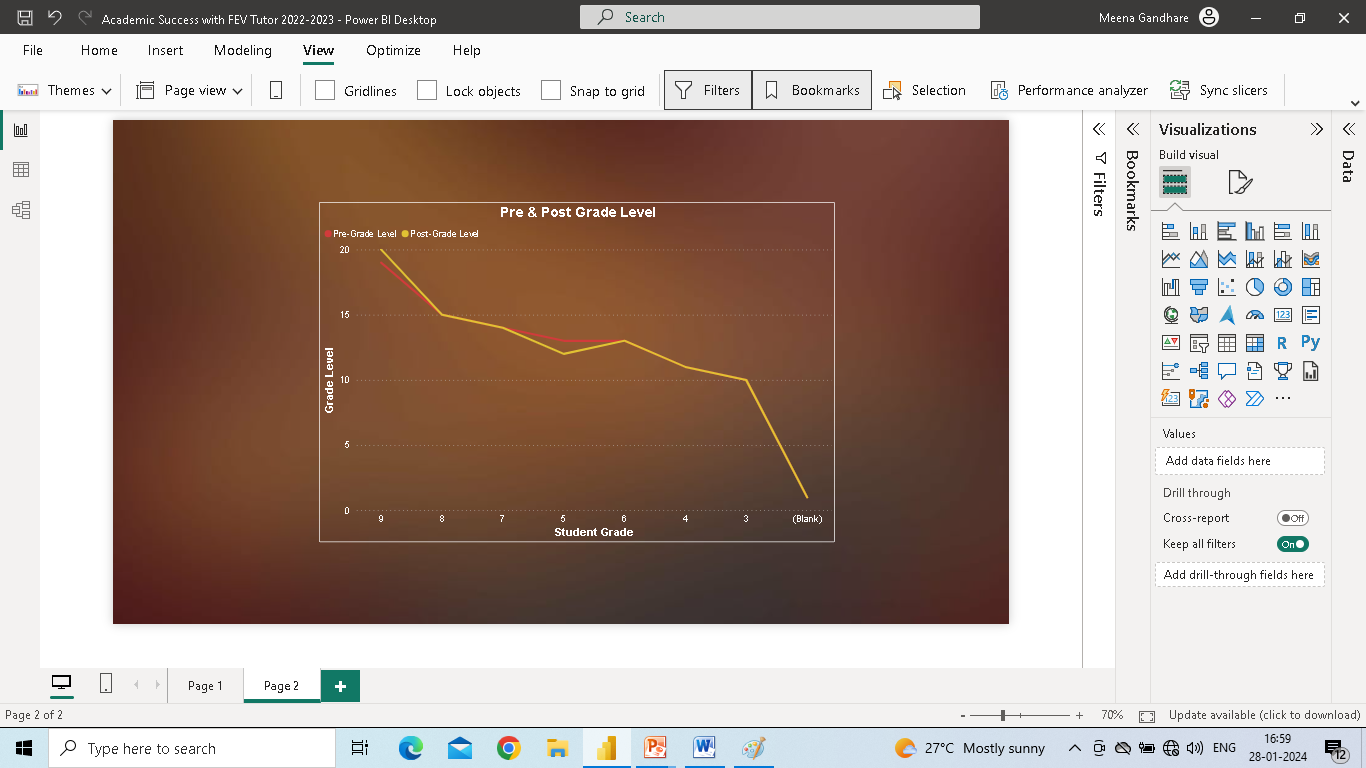 Academic Success with FEV Tutor 2022-2023 - Power BI Desktop
Search
Meena Gandhare
File Home Insert Modeling View Optimize Help
Themes Page view Gridlines Lock objects Snap to grid Filters Bookmarks Selection Performance analyzer Sync slicers
Pre & Post Grade Level
Pre-Grade Level Post-Grade Level
20
15
10
5
0
Grade Level
9 8 7 5 6 4 3 (Blank)
Student Grade
Filters
Bookmarks
Visualizations
Build visual
123
R Py
123
Values
Add data fields here
Drill through
Cross-report Off
Keep all filters On
Add drill-through fields here
Data
Page 1 Page 2 +
Page 2 of 2
- + 70% Update available (click to download)
Type here to search
27°C Mostly sunny
ENG
16:59
28-01-2024
12